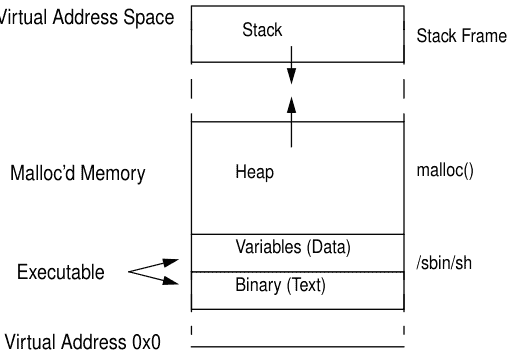 Virtual Address Space
Stack
Stack Frame
Malloc'd Memory
Heap
malloc()
Variables (Data)
Executable
/sbin/sh
Binary (Text)
Virtual Address 0x0